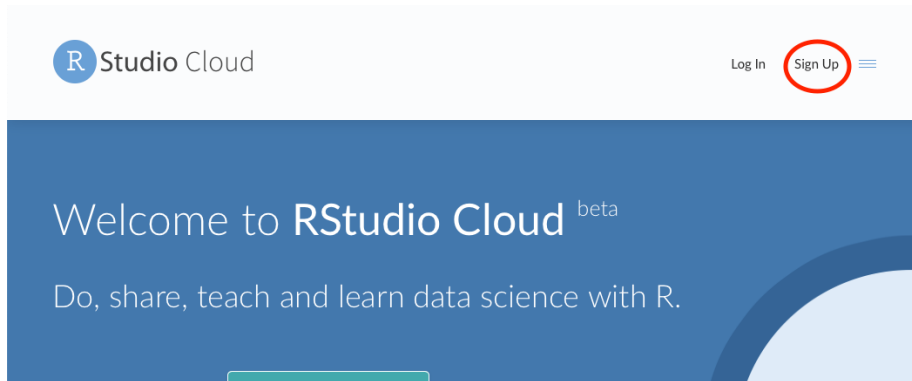 R Studio Cloud
Log In Sign Up
Welcome to RStudio Cloud beta
Do, share, teach and learn data science with R.